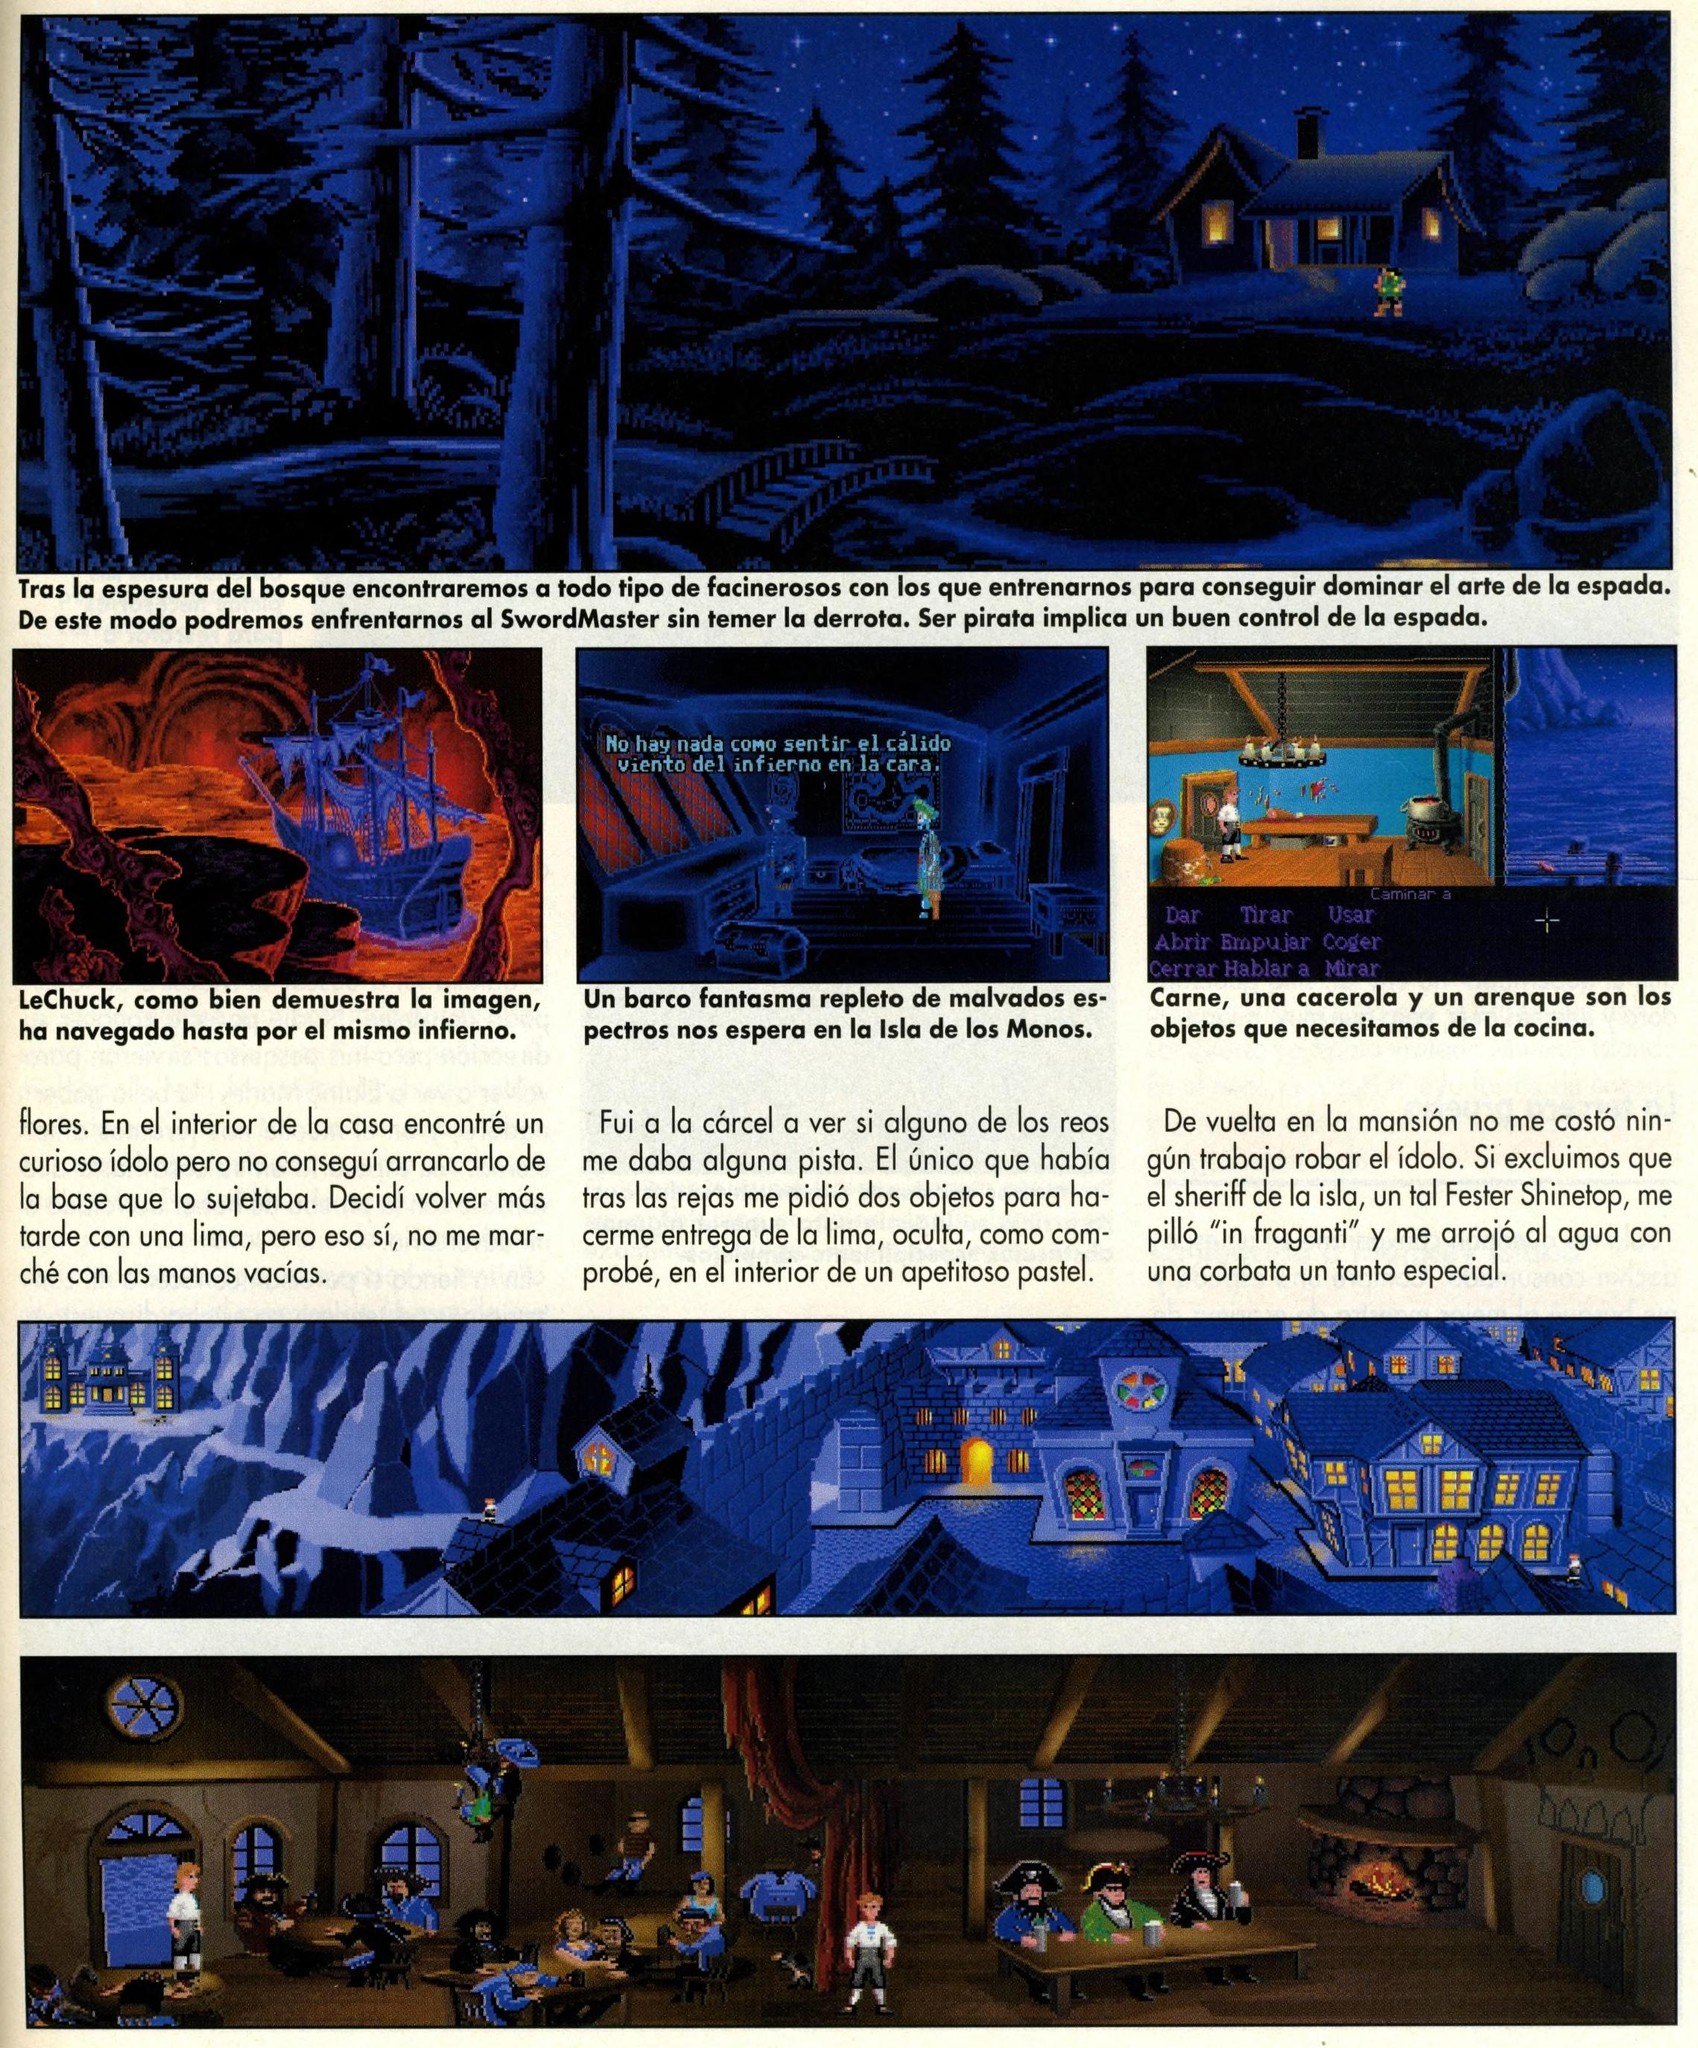 Tras la espesura del bosque encontraremos a todo tipo de facinerosos con los que entrenarnos para conseguir dominar el arte de la espada.
De este modo podremos enfrentarnos al SwordMaster sin temer la derrota. Ser pirata implica un buen control de la espada.
LeChuck, como bien demuestra la imagen,
ha navegado hasta por el mismo infierno.
No hay nada como sentir el cálido
viento del infierno en la cara.
Un barco fantasma repleto de malvados es-
pectros nos espera en la Isla de los Monos.
Caminar a
Dar Tirar Usar
Abrir Empujar Coger
Cerrar Hablar a Mirar
Carne, una cacerola y un arenque son los
objetos que necesitamos de la cocina.
flores. En el interior de la casa encontré un
curioso ídolo pero no conseguí arrancarlo de
la base que lo sujetaba. Decidí volver más
tarde con una lima, pero eso sí, no me mar-
ché con las manos vacías.
Fui a la cárcel a ver si alguno de los reos
me daba alguna pista. El único que había
tras las rejas me pidió dos objetos para ha-
cerme entrega de la lima, oculta, como com-
probé, en el interior de un apetitoso pastel.
De vuelta en la mansión no me costó nin-
gún trabajo robar el ídolo. Si excluimos que
el sheriff de la isla, un tal Fester Shinetop, me
pilló “in fraganti” y me arrojó al agua con
una corbata un tanto especial.